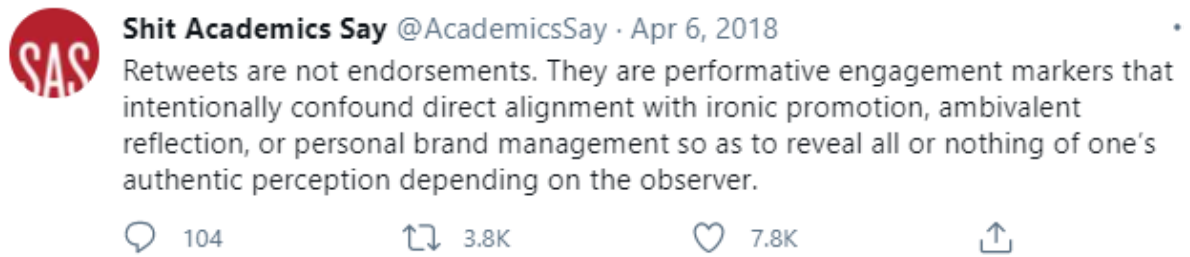 SAS
Shit Academics Say @AcademicsSay · Apr 6, 2018
Retweets are not endorsements. They are performative engagement markers that
intentionally confound direct alignment with ironic promotion, ambivalent
reflection, or personal brand management so as to reveal all or nothing of one’s
authentic perception depending on the observer.
104 3.8K 7.8K